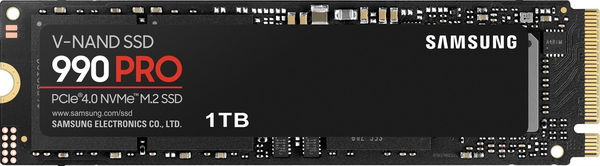 V-NAND SSD
990 PRO
PCIe®4.0 NVMe™ M.2 SSD
www.samsung.com/ssd
SAMSUNG ELECTRONICS CO., LTD.
1TB
SAMSUNG